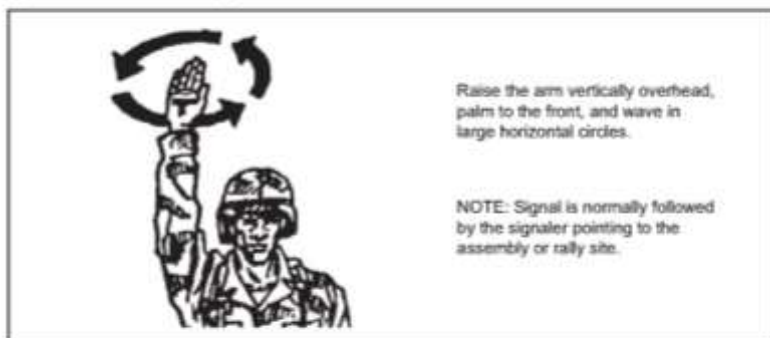 Raise the arm vertically overhead,
palm to the front, and wave in
large horizontal circles.
NOTE: Signal is normally followed
by the signaler pointing to the
assembly or rally site.